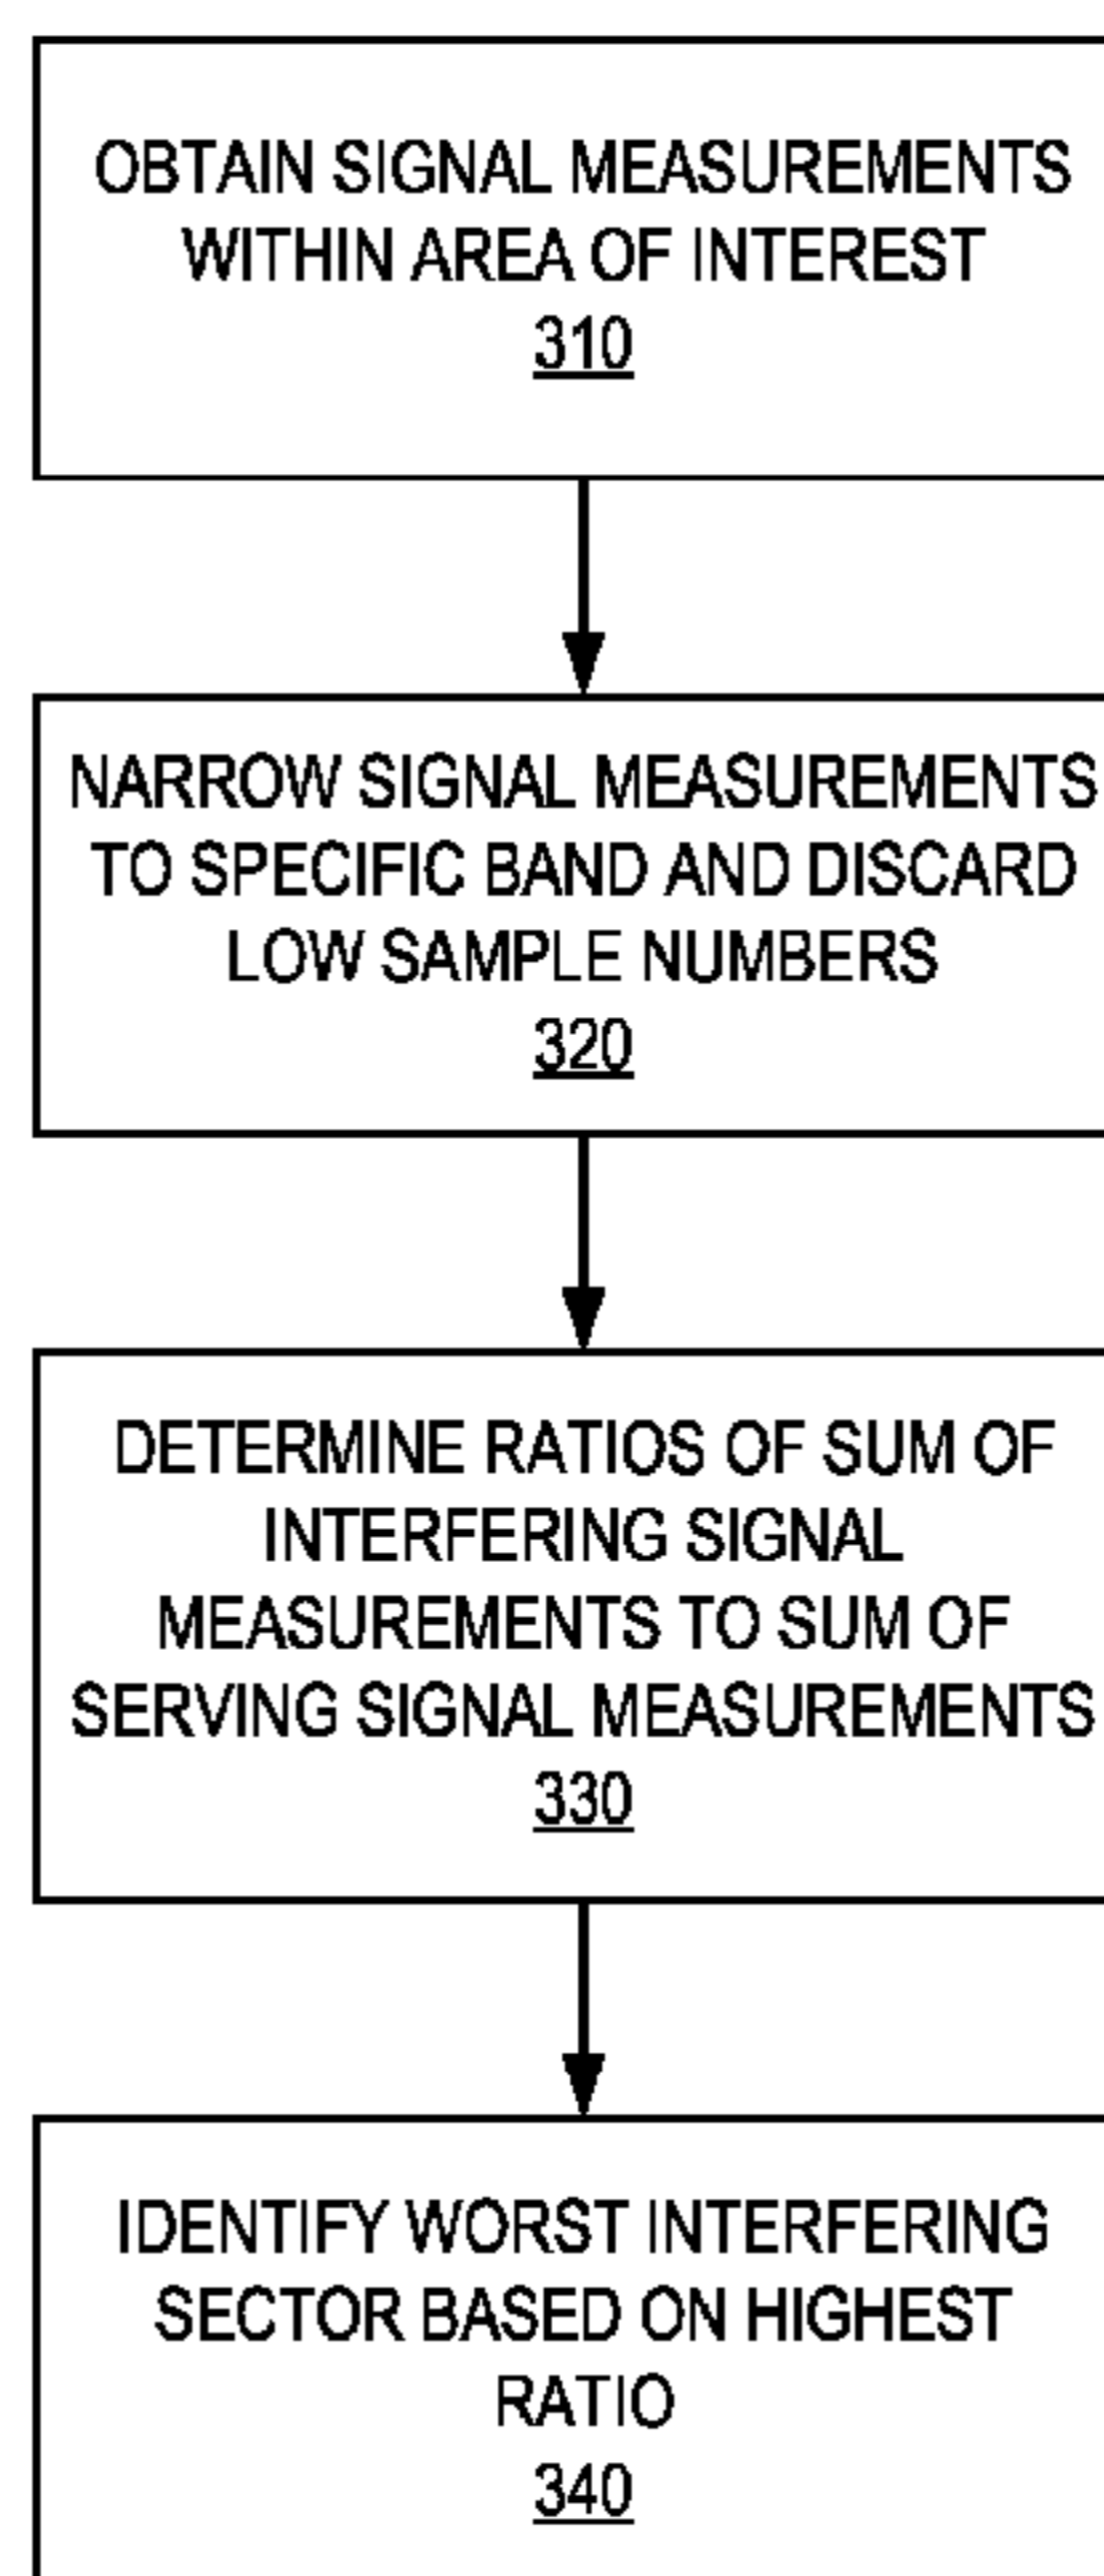 OBTAIN SIGNAL MEASUREMENTS
WITHIN AREA OF INTEREST
310
NARROW SIGNAL MEASUREMENTS
TO SPECIFIC BAND AND DISCARD
LOW SAMPLE NUMBERS
320
DETERMINE RATIOS OF SUM OF
INTERFERING SIGNAL
MEASUREMENTS TO SUM OF
SERVING SIGNAL MEASUREMENTS
330
IDENTIFY WORST INTERFERING
SECTOR BASED ON HIGHEST
RATIO
340